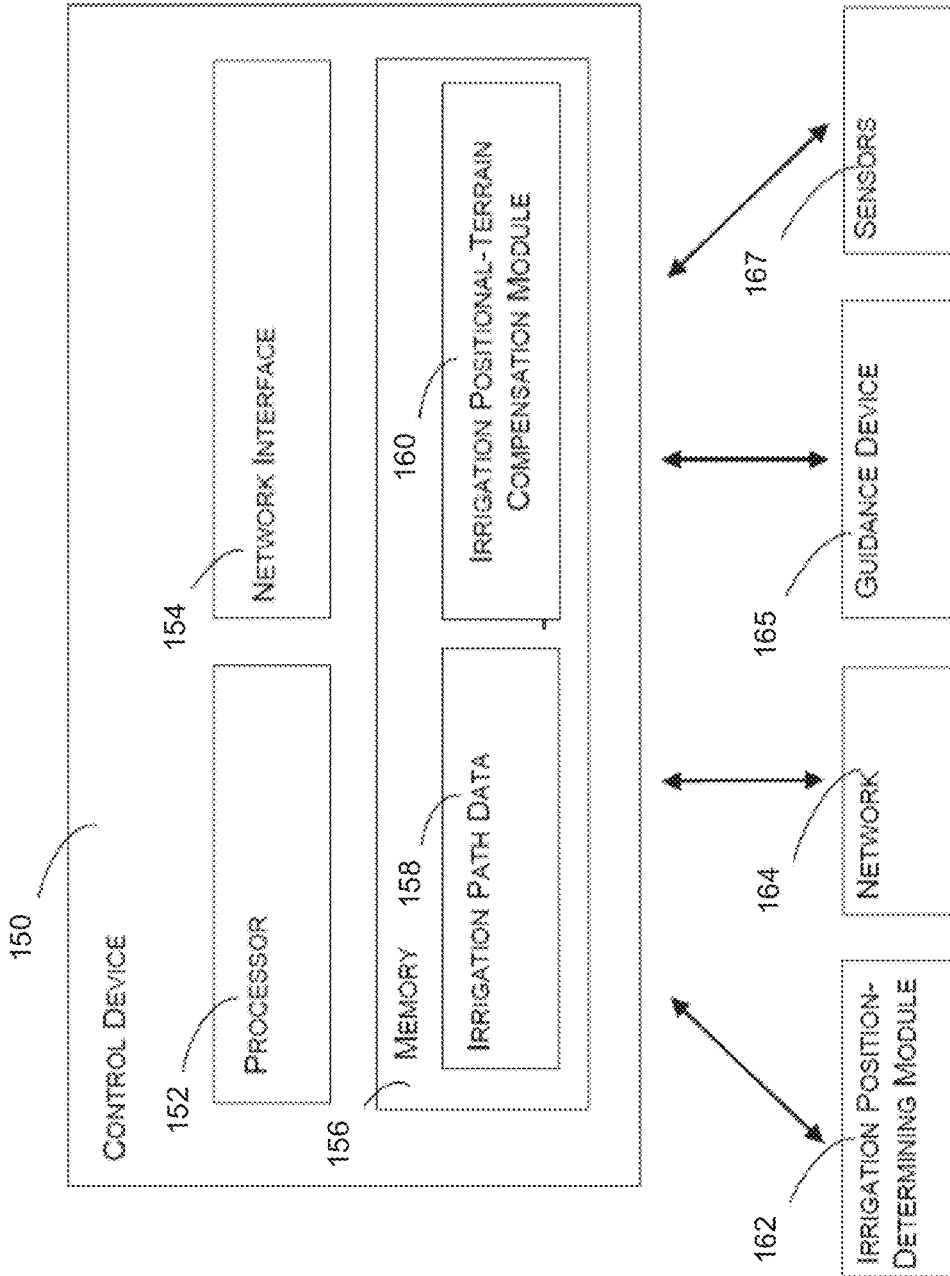 150
CONTROL DEVICE
152
PROCESSOR
154
NETWORK INTERFACE
156
MEMORY
158
IRRIGATION PATH DATA
160
IRRIGATION POSITIONAL-TERRAIN
COMPENSATION MODULE
162
IRRIGATION POSITION-
DETERMINING MODULE
164
NETWORK
165
GUIDANCE DEVICE
167
SENSORS